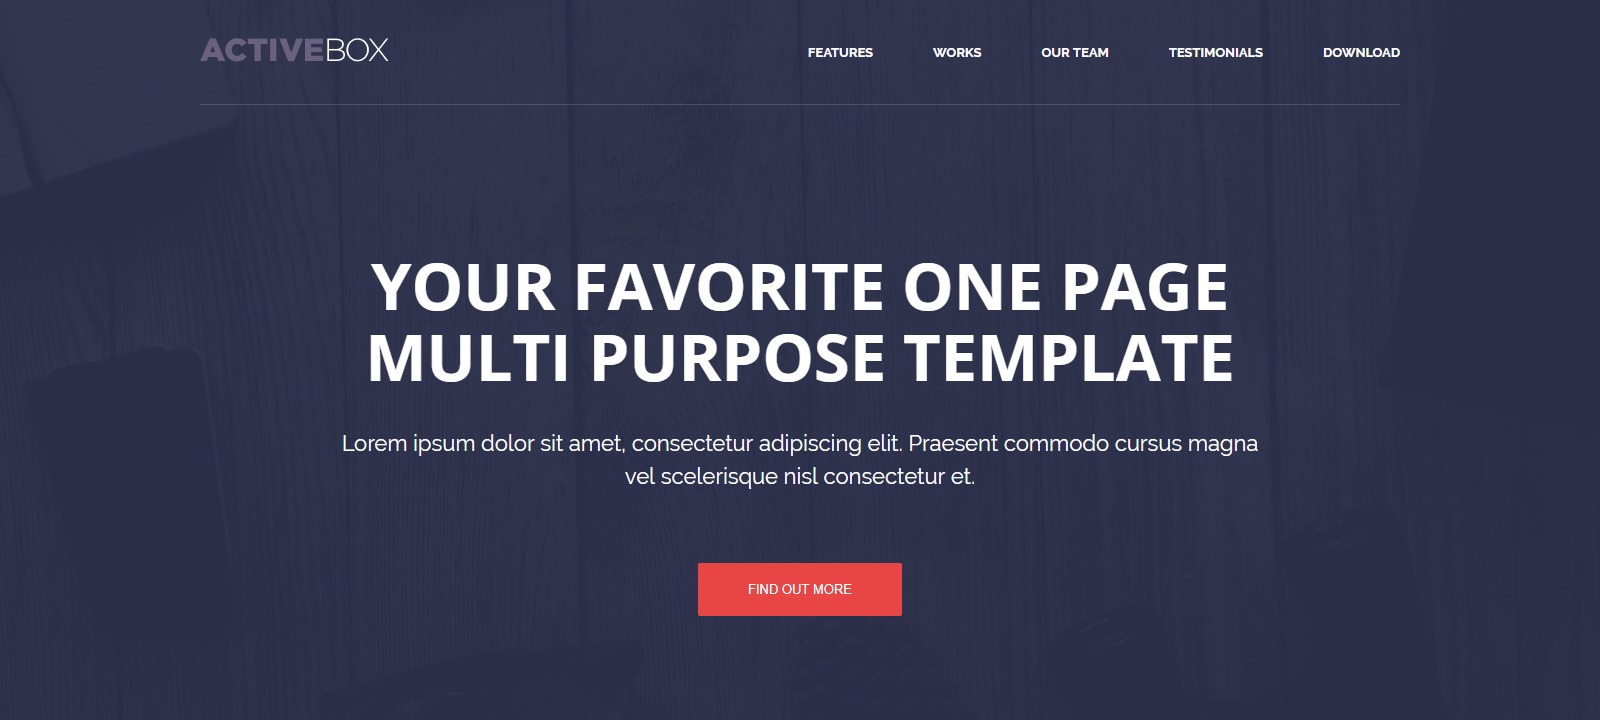 ACTIVEBOX
FEATURES WORKS OUR TEAM TESTIMONIALS DOWNLOAD
YOUR FAVORITE ONE PAGE
MULTI PURPOSE TEMPLATE
Lorem ipsum dolor sit amet, consectetur adipiscing elit. Praesent commodo cursus magna
vel scelerisque nisl consectetur et.
FIND OUT MORE